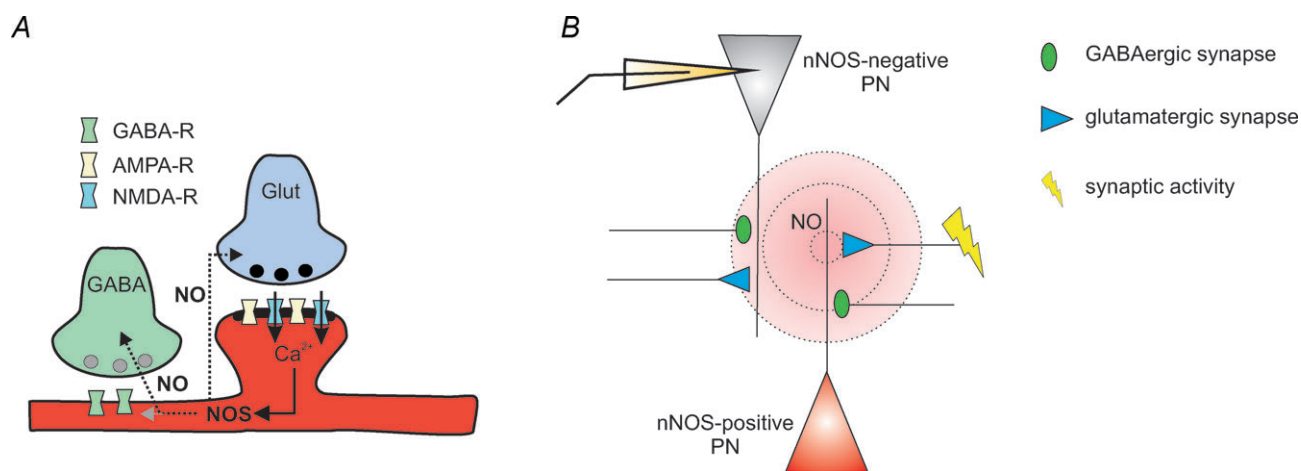 A
GABA-R
AMPA-R
NMDA-R
Glut
GABA
NO
NO
Ca2+
NOS
B
nNOS-negative
PN
NO
nNOS-positive
PN
GABAergic synapse
glutamatergic synapse
synaptic activity